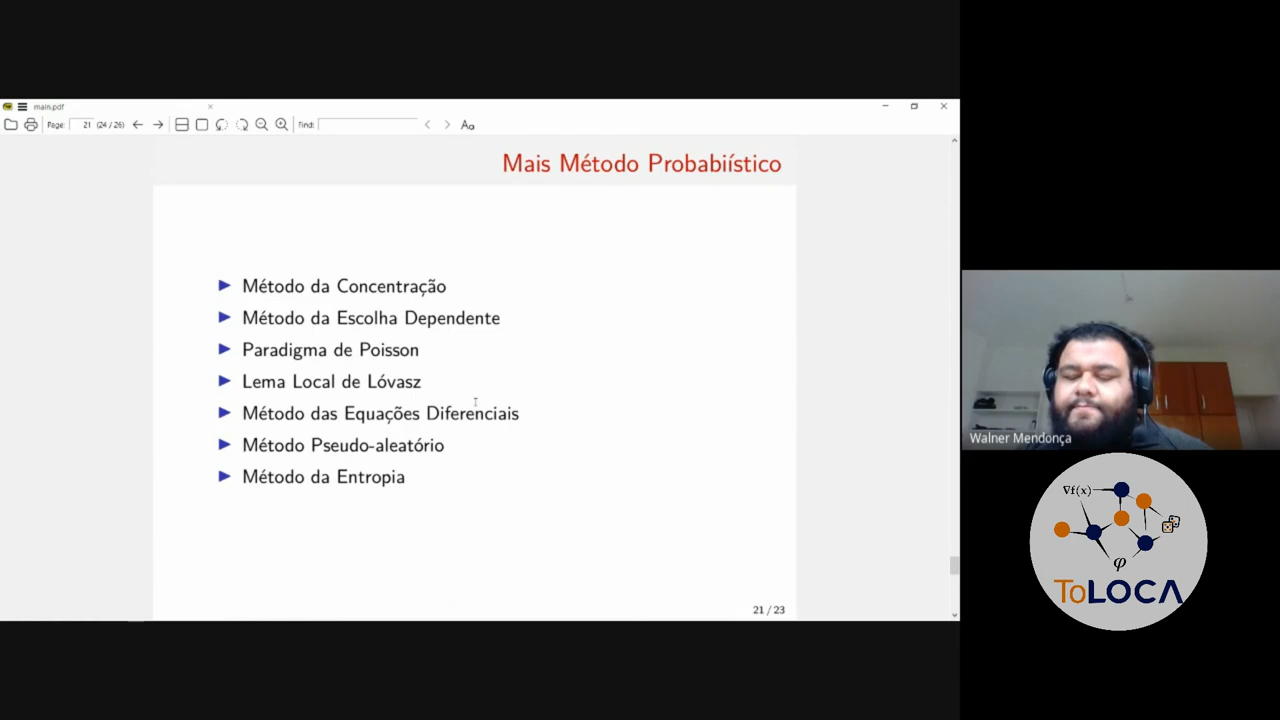 main.pdf
Page: 21 (24 / 26) Find: Aa
Mais Método Probabiístico
Método da Concentração
Método da Escolha Dependente
Paradigma de Poisson
Lema Local de Lóvasz
Método das Equações Diferenciais
Método Pseudo-aleatório
Método da Entropia
21 / 23
Walner Mendonça
∇f(x)
φ
ToLOCA